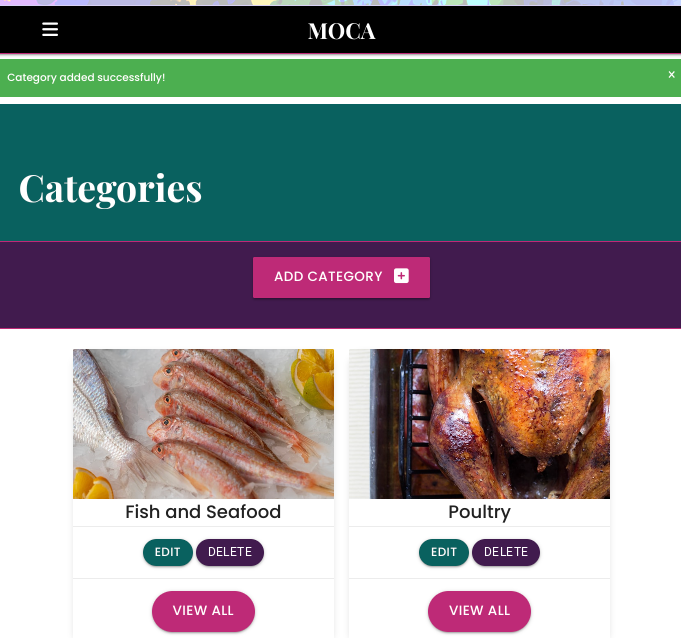 MOCA
Category added successfully!
x
Categories
ADD CATEGORY
Fish and Seafood
Poultry
EDIT DELETE
EDIT DELETE
VIEW ALL
VIEW ALL